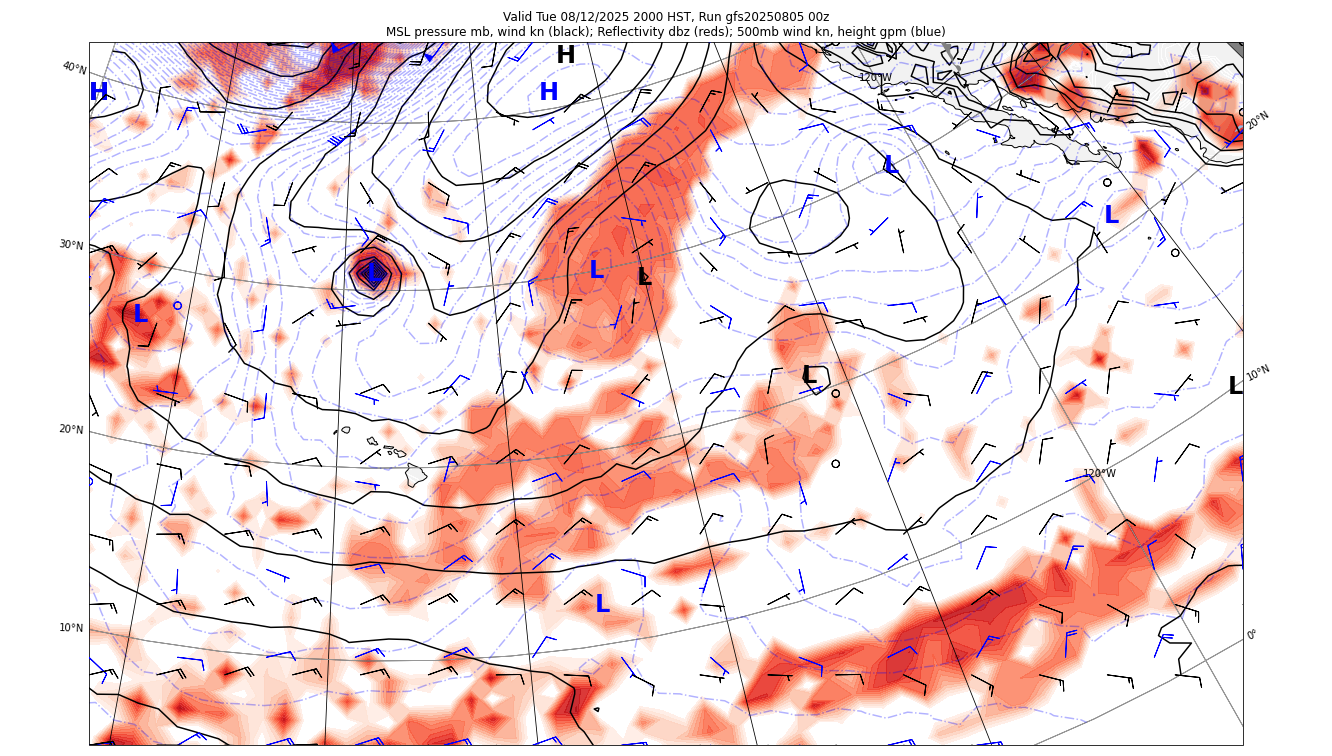 Valid Tue 08/12/2025 2000 HST, Run gfs20250805 00z
MSL pressure mb, wind kn (black); Reflectivity dbz (reds); 500mb wind kn, height gpm (blue)
H
40°N
120°W
H
H
20°N
L
L
30°N
L
L
L
L
10°N
L
L
20°N
120°W
L
10°N
0°